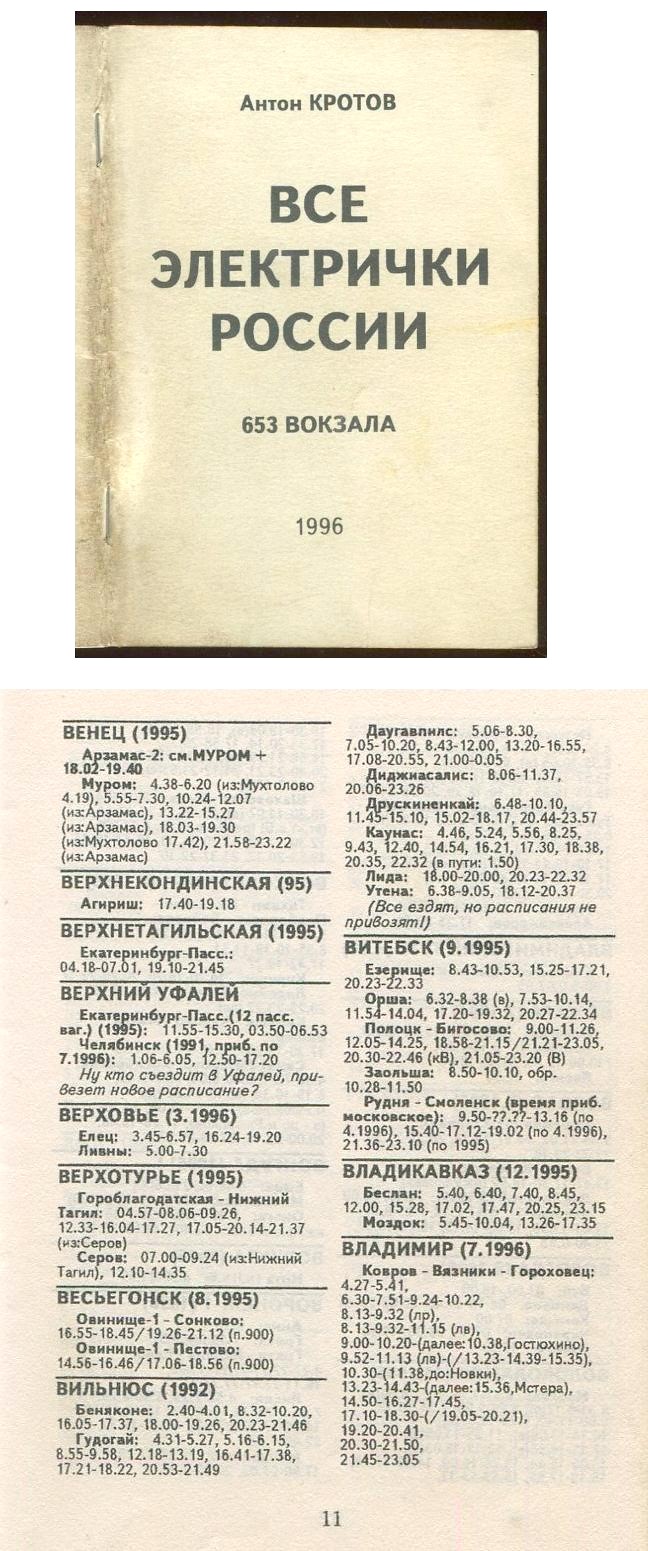 Антон КРОТОВ
ВСЕ
ЭЛЕКТРИЧКИ
РОССИИ
653 ВОКЗАЛА
1996
ВЕНЕЦ (1995)
Арзамас-2: см.МУРОМ +
18.02-19.40
Муром: 4.38-6.20 (из:Мухтолово
4.19), 5.55-7.30, 10.24-12.07
(из:Арзамас), 13.22-15.27
(из:Арзамас), 18.03-19.30
(из:Мухтолово 17.42), 21.58-23.22
(из:Арзамас)
ВЕРХНЕКОНДИНСКАЯ (95)
Агириш: 17.40-19.18
ВЕРХНЕТАГИЛЬСКАЯ (1995)
Екатеринбург-Пасс.:
04.18-07.01, 19.10-21.45
ВЕРХНИЙ УФАЛЕЙ
Екатеринбург-Пасс.(12 пасс.
ваг.) (1995): 11.55-15.30, 03.50-06.53
Челябинск (1991, приб. по
7.1996): 1.06-6.05, 12.50-17.20
Ну кто съездит в Уфалей, при-
везет новое расписание?
ВЕРХОВЬЕ (3.1996)
Елец: 3.45-6.57, 16.24-19.20
Ливны: 5.00-7.30
ВЕРХОТУРЬЕ (1995)
Гороблагодатская - Нижний
Тагил: 04.57-08.06-09.26,
12.33-16.04-17.27, 17.05-20.14-21.37
(из:Серов)
Серов: 07.00-09.24 (из:Нижний
Тагил), 12.10-14.35
ВЕСЬЕГОНСК (8.1995)
Овинище-1 - Сонково:
16.55-18.45/19.26-21.12 (п.900)
Овинище-1 - Пестово:
14.56-16.46/17.06-18.56 (п.900)
ВИЛЬНЮС (1992)
Беняконе: 2.40-4.01, 8.32-10.20,
16.05-17.37, 18.00-19.26, 20.23-21.46
Гудогай: 4.31-5.27, 5.16-6.15,
8.55-9.58, 12.18-13.19, 16.41-17.38,
17.21-18.22, 20.53-21.49
Даугавпилс: 5.06-8.30,
7.05-10.20, 8.43-12.00, 13.20-16.55,
17.08-20.55, 21.00-0.05
Диджиасалис: 8.06-11.37,
20.06-23.26
Друскиненкай: 6.48-10.10,
11.45-15.10, 15.02-18.17, 20.44-23.57
Каунас: 4.46, 5.24, 5.56, 8.25,
9.43, 12.40, 14.54, 16.21, 17.30, 18.38,
20.35, 22.32 (в пути: 1.50)
Лида: 18.00-20.00, 20.23-22.32
Утена: 6.38-9.05, 18.12-20.37
(Все ездят, но расписания не
привозят!)
ВИТЕБСК (9.1995)
Езерище: 8.43-10.53, 15.25-17.21,
20.23-22.33
Орша: 6.32-8.38 (в), 7.53-10.14,
11.54-14.04, 17.20-19.32, 20.27-22.34
Полоцк - Бигосово: 9.00-11.26,
12.05-14.25, 18.58-21.15/21.21-23.05,
20.30-22.46 (кВ), 21.05-23.20 (В)
Заольша: 8.50-10.10, обр.
10.28-11.50
Рудня - Смоленск (время приб.
московское): 9.50-??.??-13.16 (по
4.1996), 15.40-17.12-19.02 (по 4.1996),
21.36-23.10 (по 1995)
ВЛАДИКАВКАЗ (12.1995)
Беслан: 5.40, 6.40, 7.40, 8.45,
12.00, 15.28, 17.02, 17.47, 20.25, 23.15
Моздок: 5.45-10.04, 13.26-17.35
ВЛАДИМИР (7.1996)
Ковров - Вязники - Гороховец:
4.27-5.41,
6.30-7.51-9.24-10.22,
8.13-9.32 (лр),
8.13-9.32-11.15 (лв),
9.00-10.20-(далее:10.38,Гостюхино),
9.52-11.13 (лв)-(/13.23-14.39-15.35),
10.30-(11.38,до:Новки),
13.23-14.43-(далее:15.36,Мстера),
14.50-16.27-17.45,
17.10-18.30-(/19.05-20.21),
19.20-20.41,
20.30-21.50,
21.45-23.05
11